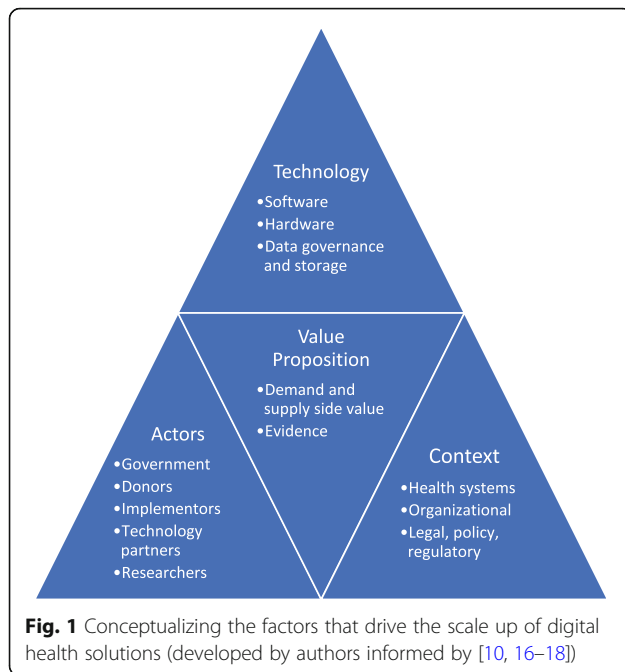 Technology
•Software
•Hardware
•Data governance
and storage
Value
Proposition
•Demand and
supply side value
•Evidence
Actors
•Government
•Donors
•Implementors
•Technology
partners
•Researchers
Context
•Health systems
•Organizational
•Legal, policy,
regulatory
Fig. 1 Conceptualizing the factors that drive the scale up of digital
health solutions (developed by authors informed by [10, 16–18])